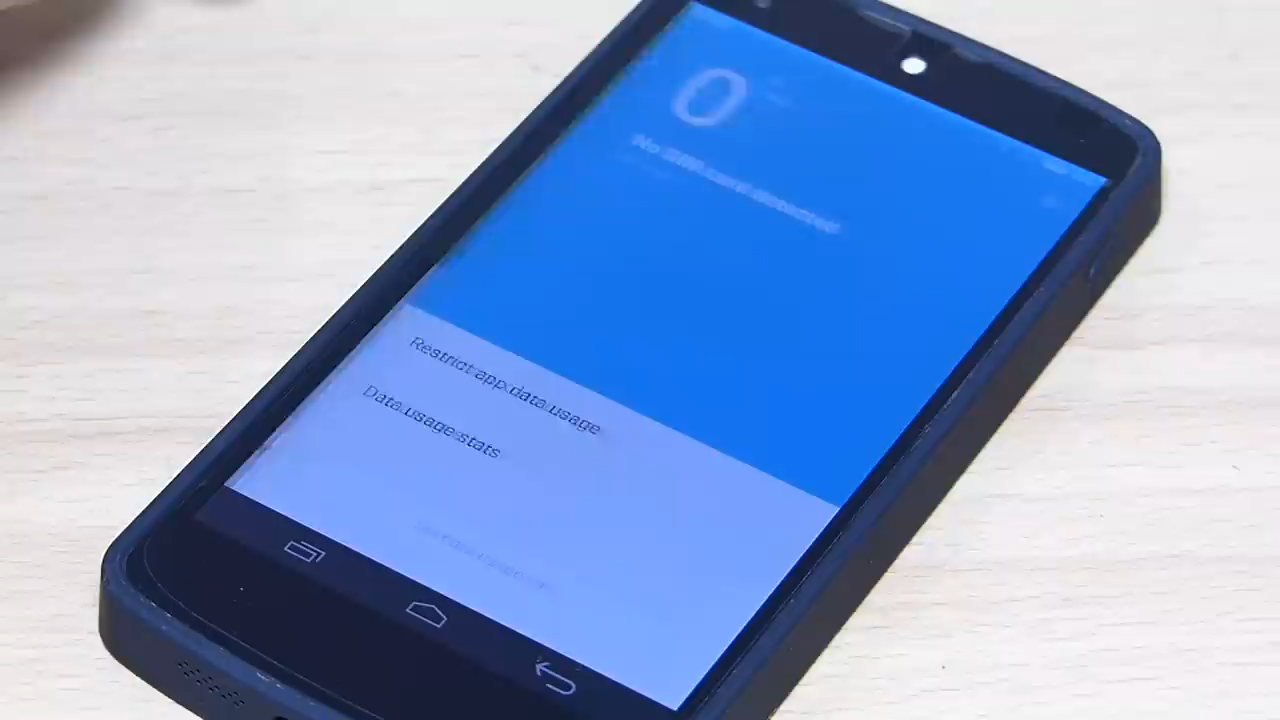 0
No SIM card detected
Restrict app data usage
Data usage stats